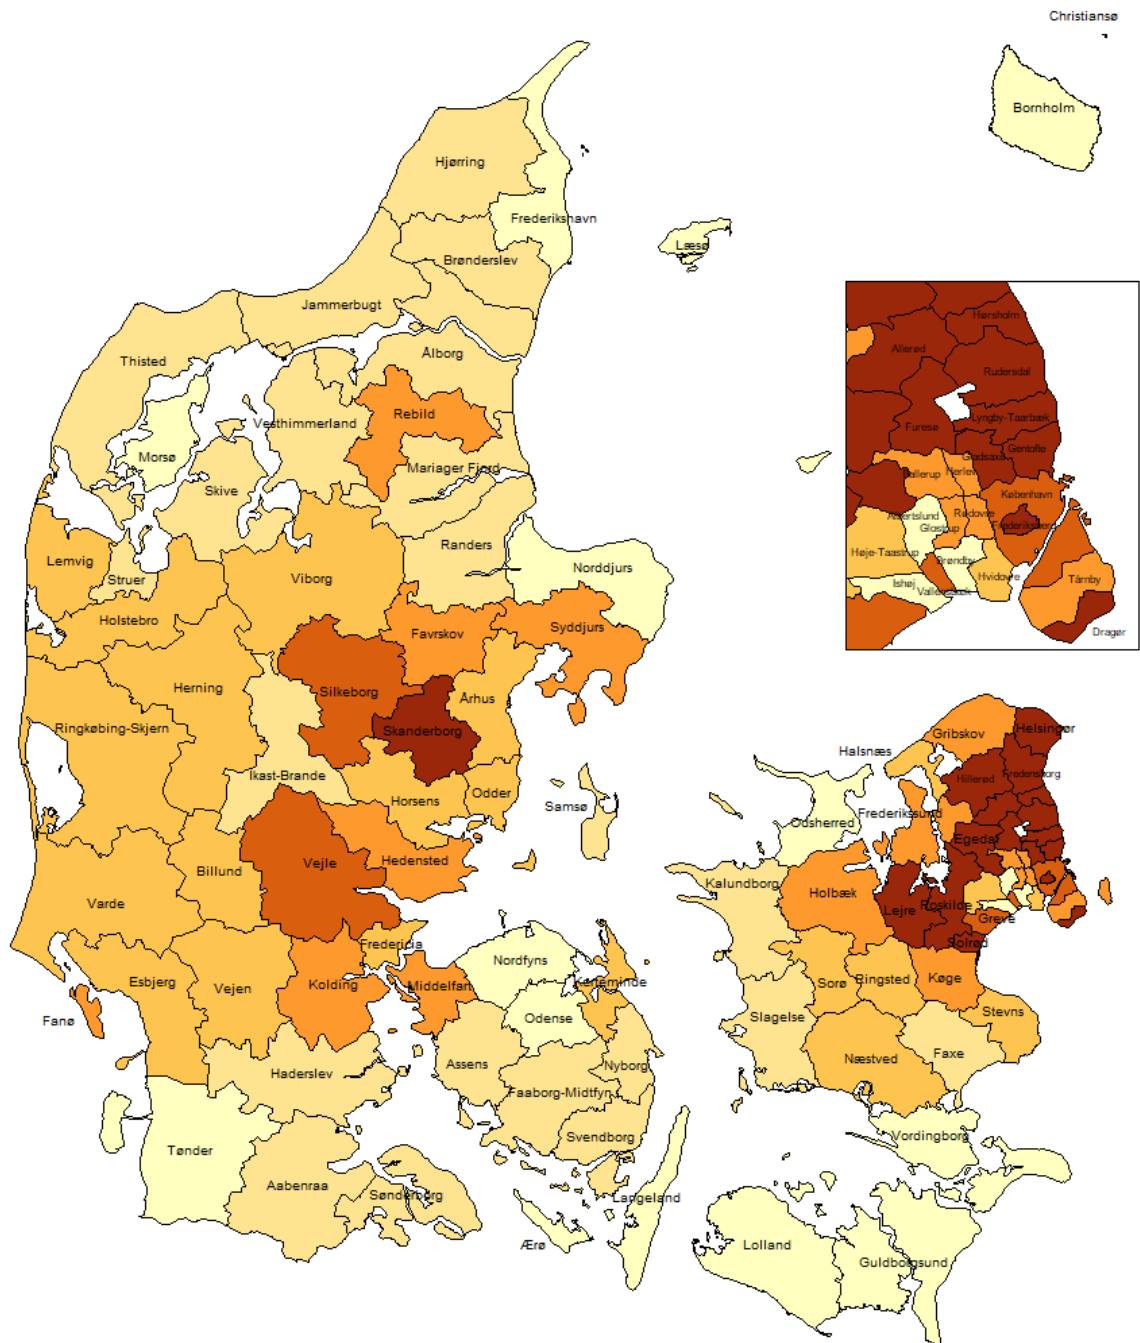 Christiansø
Bornholm
Hjørring
Frederikshavn
Læsø
Brønderslev
Jammerbugt
Thisted
Ålborg
Rebild
Vesthimmerland
Morsø
Mariager Fjord
Skive
Randers
Lemvig
Struer
Viborg
Norddjurs
Holstebro
Favrskov
Syddjurs
Herning
Silkeborg
Århus
Ringkøbing-Skjern
Skanderborg
Ikast-Brande
Horsens
Odder
Samsø
Hedensted
Vejle
Billund
Varde
Fredericia
Esbjerg
Vejen
Kolding
Middelfart
Fanø
Haderslev
Tønder
Aabenraa
Sønderborg
Nordfyns
Kerteminde
Odense
Assens
Nyborg
Faaborg-Midtfyn
Svendborg
Langeland
Ærø
Hørsholm
Allerød
Rudersdal
Lyngby-Taarbæk
Furesø
Gentofte
Gladsaxe
Ballerup
Herlev
København
Albertslund
Rødovre
Glostrup
Frederiksberg
Høje-Taastrup
Brøndby
Ishøj
Hvidovre
Tårnby
Vallensbæk
Dragør
Helsingør
Gribskov
Halsnæs
Hillerød
Fredensborg
Frederikssund
Odsherred
Egedal
Kalundborg
Holbæk
Lejre
Roskilde
Greve
Solrød
Køge
Sorø
Ringsted
Stevns
Slagelse
Næstved
Faxe
Vordingborg
Lolland
Guldborgsund